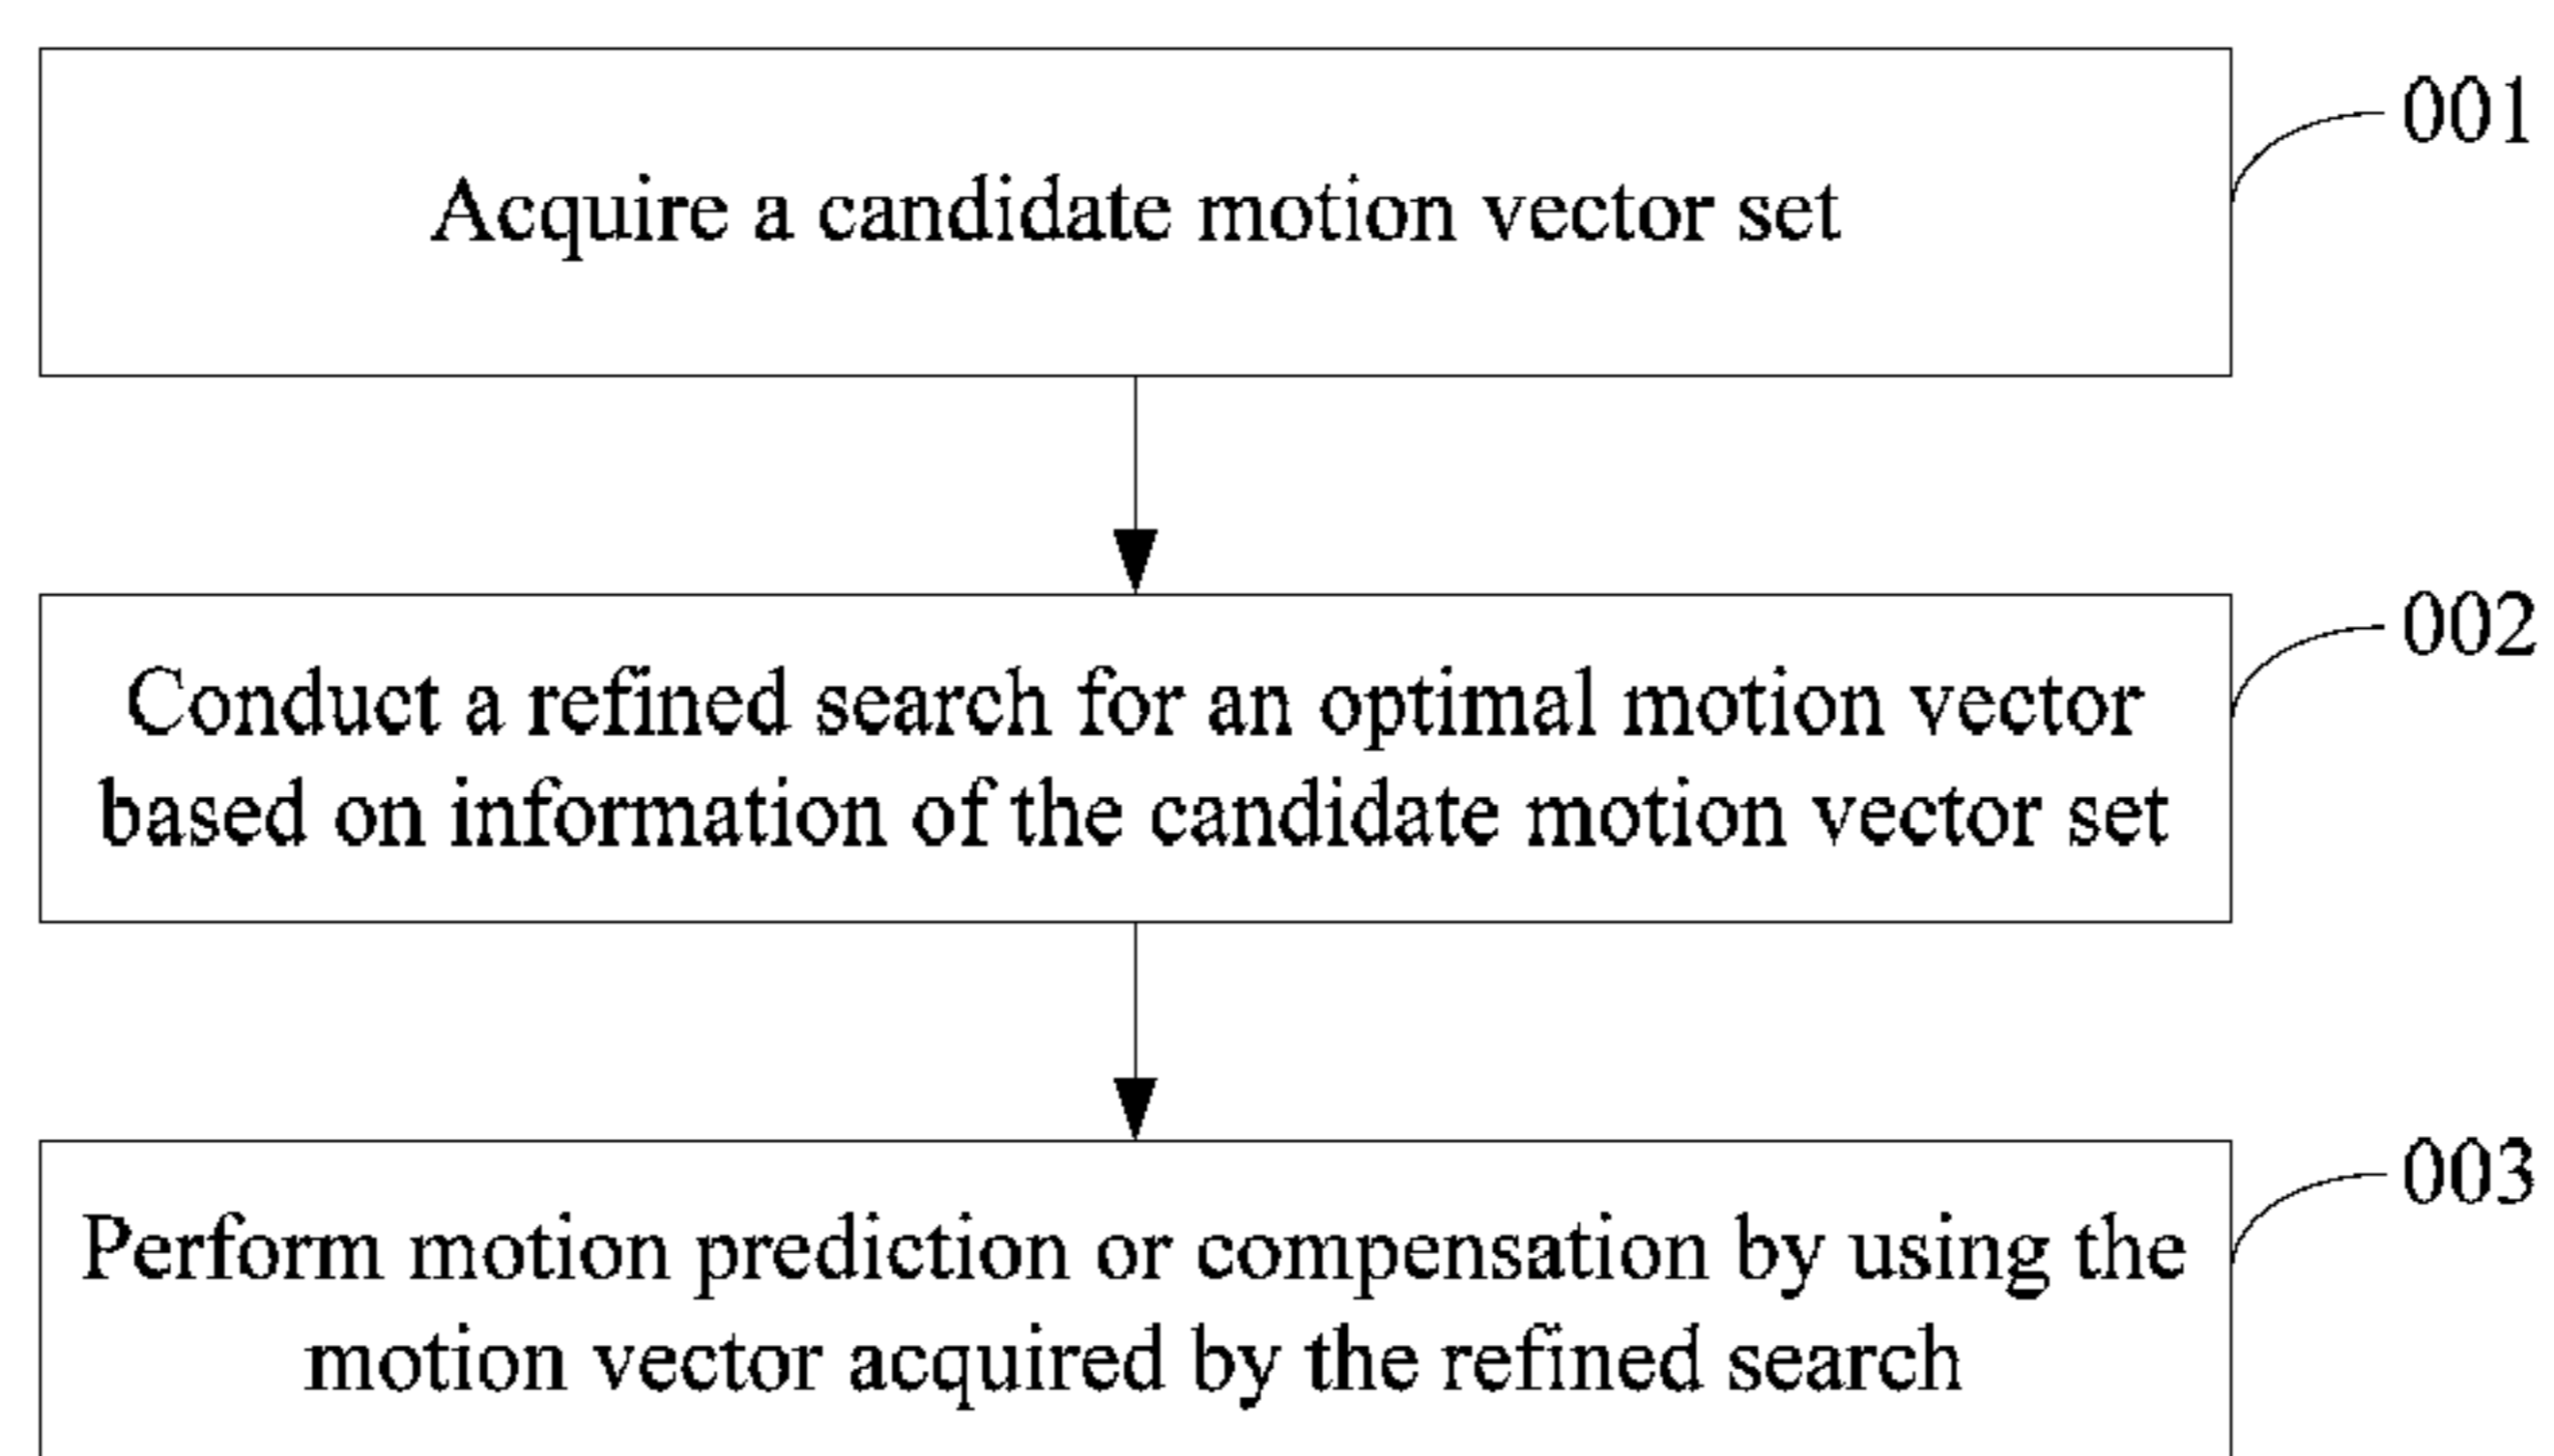 001
Acquire a candidate motion vector set
002
Conduct a refined search for an optimal motion vector
based on information of the candidate motion vector set
003
Perform motion prediction or compensation by using the
motion vector acquired by the refined search